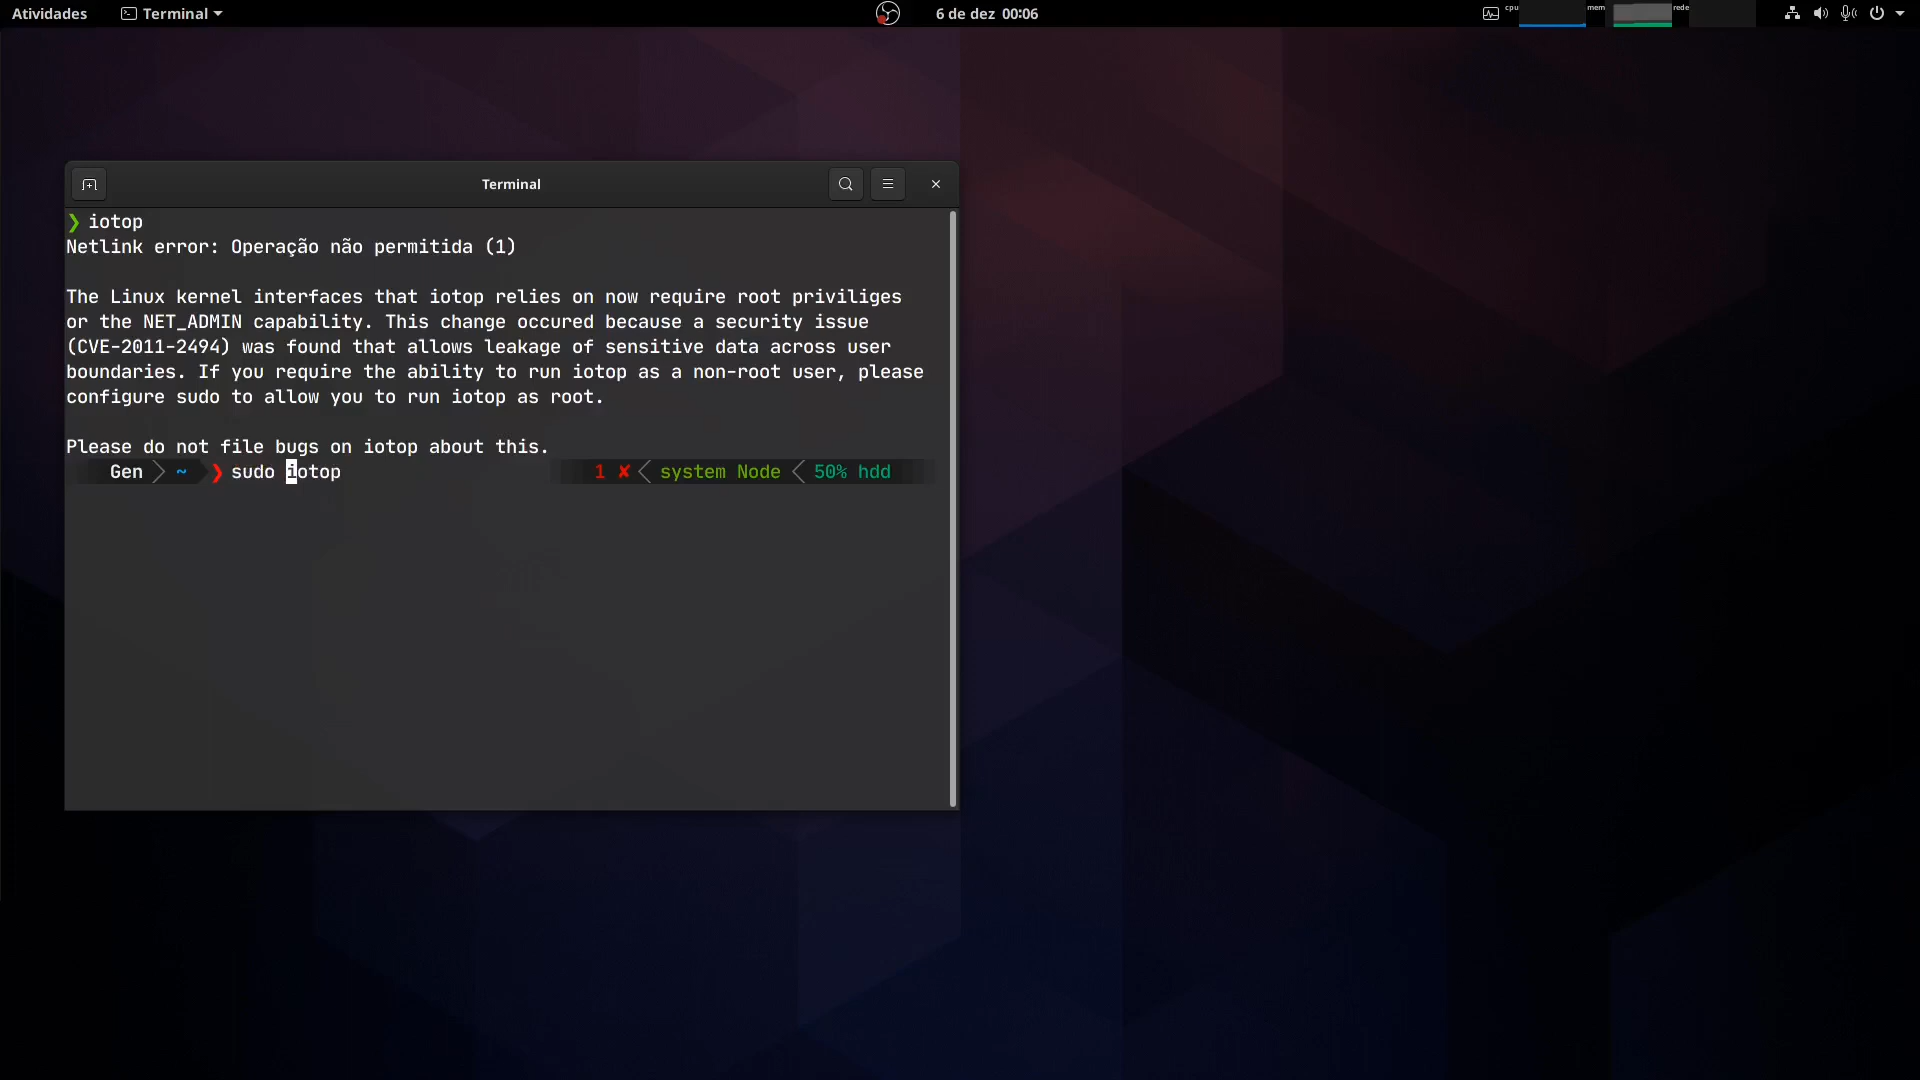 Atividades
Terminal
6 de dez 00:06
cpu
mem
rede
Terminal
❯ iotop
Netlink error: Operação não permitida (1)
The Linux kernel interfaces that iotop relies on now require root priviliges
or the NET_ADMIN capability. This change occured because a security issue
(CVE-2011-2494) was found that allows leakage of sensitive data across user
boundaries. If you require the ability to run iotop as a non-root user, please
configure sudo to allow you to run iotop as root.
Please do not file bugs on iotop about this.
Gen ~ ❯ sudo iotop 1 ✘ system Node 50% hdd